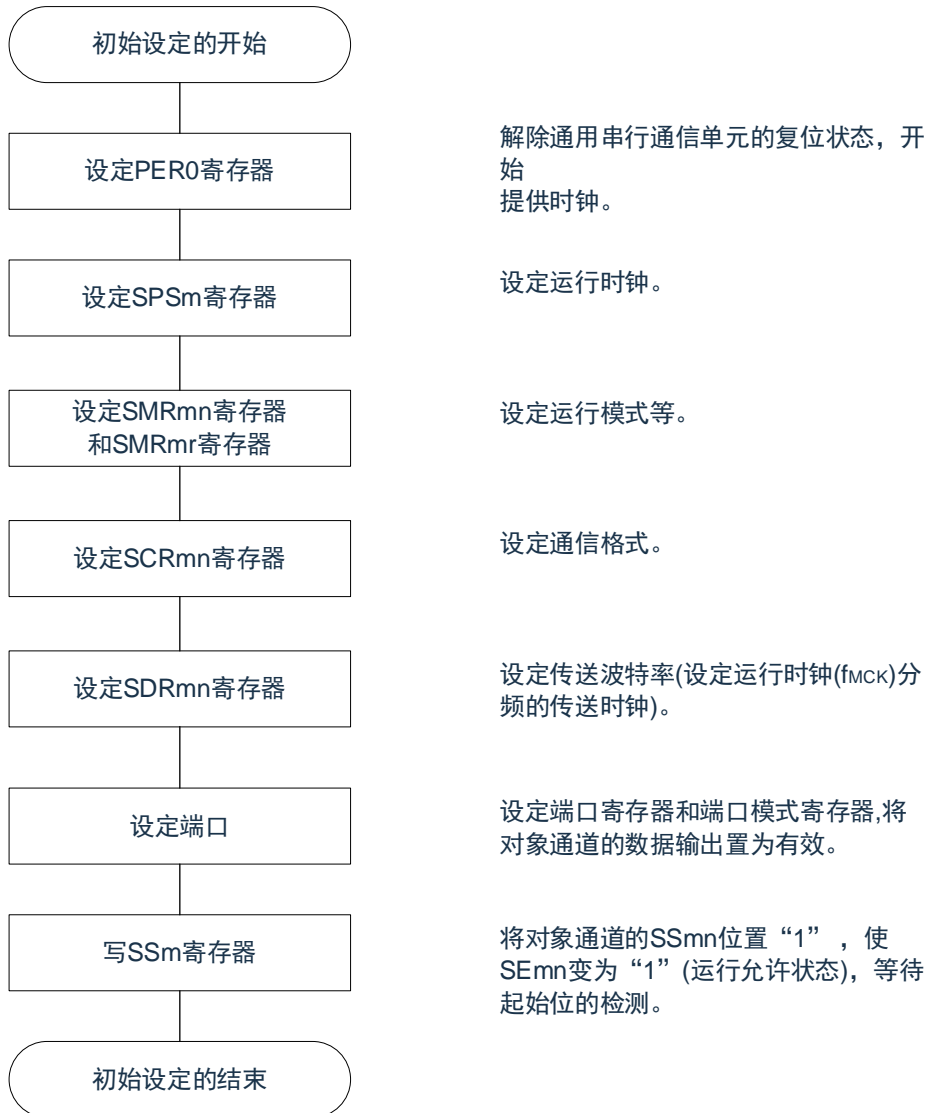 初始设定的开始
设定PER0寄存器
解除通用串行通信单元的复位状态，开
始
提供时钟。
设定SPSm寄存器
设定运行时钟。
设定SMRmn寄存器
和SMRmr寄存器
设定运行模式等。
设定SCRmn寄存器
设定通信格式。
设定SDRmn寄存器
设定传送波特率(设定运行时钟(fMCK)分
频的传送时钟)。
设定端口
设定端口寄存器和端口模式寄存器,将
对象通道的数据输出置为有效。
写SSm寄存器
将对象通道的SSmn位置“1”，使
SEmn变为“1”(运行允许状态)，等待
起始位的检测。
初始设定的结束